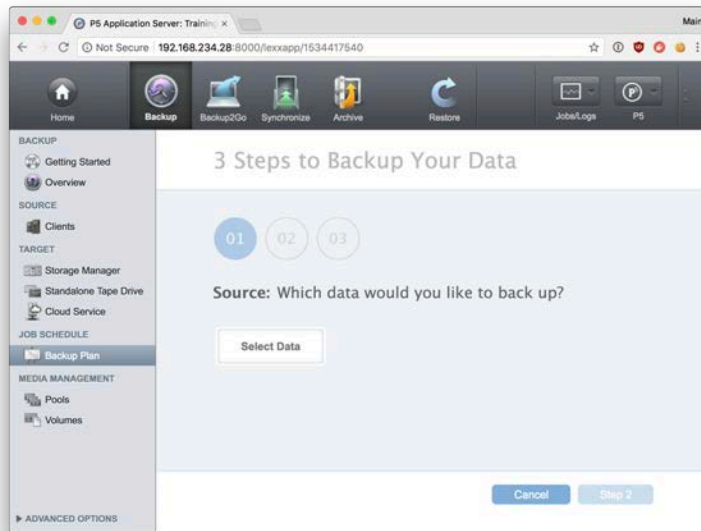 P5 Application Server: Training
Main
Not Secure 192.168.234.28:8000/lexxapp/1534417540
Home
Backup
Backup2Go
Synchronize
Archive
Restore
Jobs/Logs
P5
BACKUP
Getting Started
Overview
SOURCE
Clients
TARGET
Storage Manager
Standalone Tape Drive
Cloud Service
JOB SCHEDULE
Backup Plan
MEDIA MANAGEMENT
Pools
Volumes
ADVANCED OPTIONS
3 Steps to Backup Your Data
01 02 03
Source: Which data would you like to back up?
Select Data
Cancel
Step 2